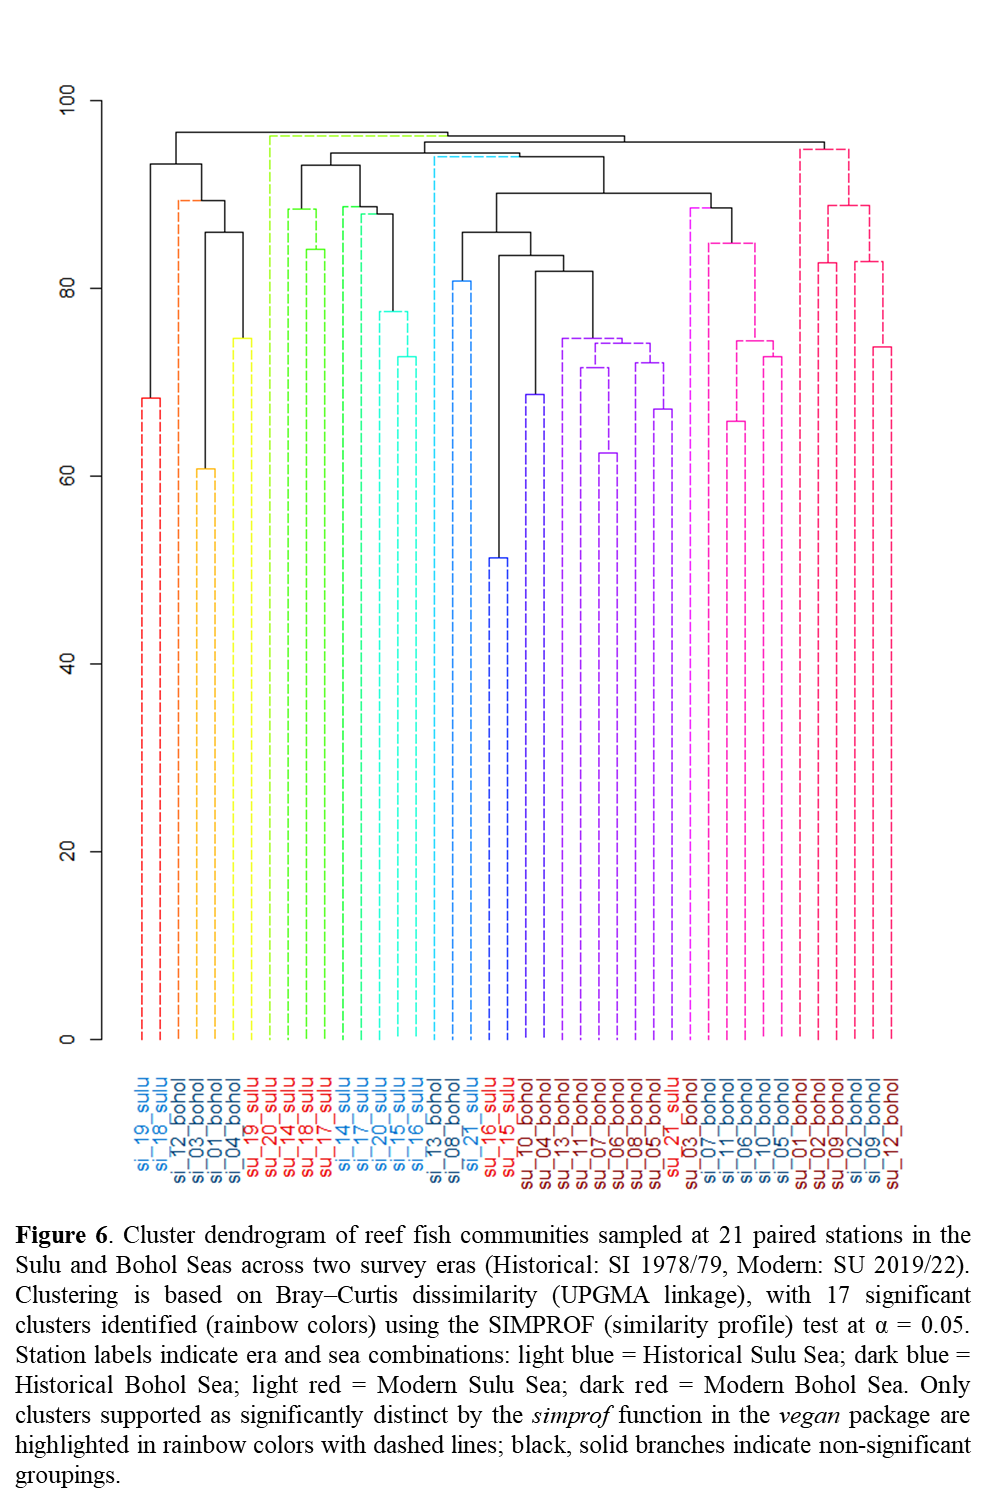 100
80
60
40
20
0
si_19_sulu
si_18_sulu
si_12_bohol
si_03_bohol
si_01_bohol
si_04_bohol
su_19_sulu
su_20_sulu
su_14_sulu
su_18_sulu
su_17_sulu
si_14_sulu
si_17_sulu
si_20_sulu
si_15_sulu
si_16_sulu
si_13_bohol
si_08_bohol
si_21_sulu
su_16_sulu
su_15_sulu
su_10_bohol
su_04_bohol
su_13_bohol
su_11_bohol
su_07_bohol
su_06_bohol
su_08_bohol
su_05_bohol
su_21_sulu
su_03_bohol
si_07_bohol
si_11_bohol
si_06_bohol
si_10_bohol
si_05_bohol
su_01_bohol
su_02_bohol
su_09_bohol
si_02_bohol
si_09_bohol
su_12_bohol
Figure 6. Cluster dendrogram of reef fish communities sampled at 21 paired stations in the
Sulu and Bohol Seas across two survey eras (Historical: SI 1978/79, Modern: SU 2019/22).
Clustering is based on Bray–Curtis dissimilarity (UPGMA linkage), with 17 significant
clusters identified (rainbow colors) using the SIMPROF (similarity profile) test at α = 0.05.
Station labels indicate era and sea combinations: light blue = Historical Sulu Sea; dark blue =
Historical Bohol Sea; light red = Modern Sulu Sea; dark red = Modern Bohol Sea. Only
clusters supported as significantly distinct by the simprof function in the vegan package are
highlighted in rainbow colors with dashed lines; black, solid branches indicate non-significant
groupings.